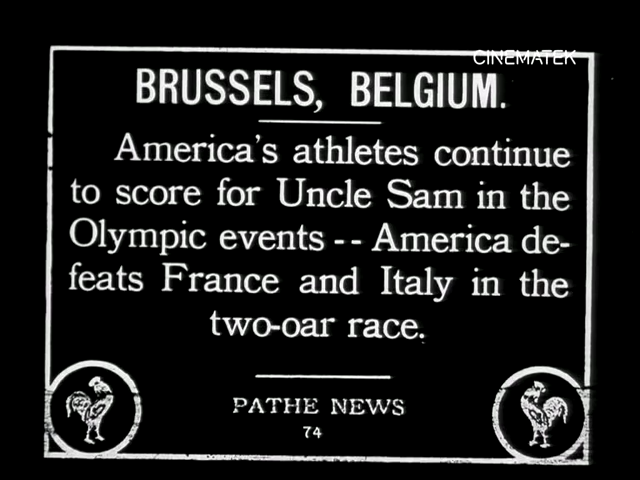 CINEMATEK
BRUSSELS, BELGIUM.
America's athletes continue
to score for Uncle Sam in the
Olympic events -- America de-
feats France and Italy in the
two-oar race.
PATHE NEWS
74